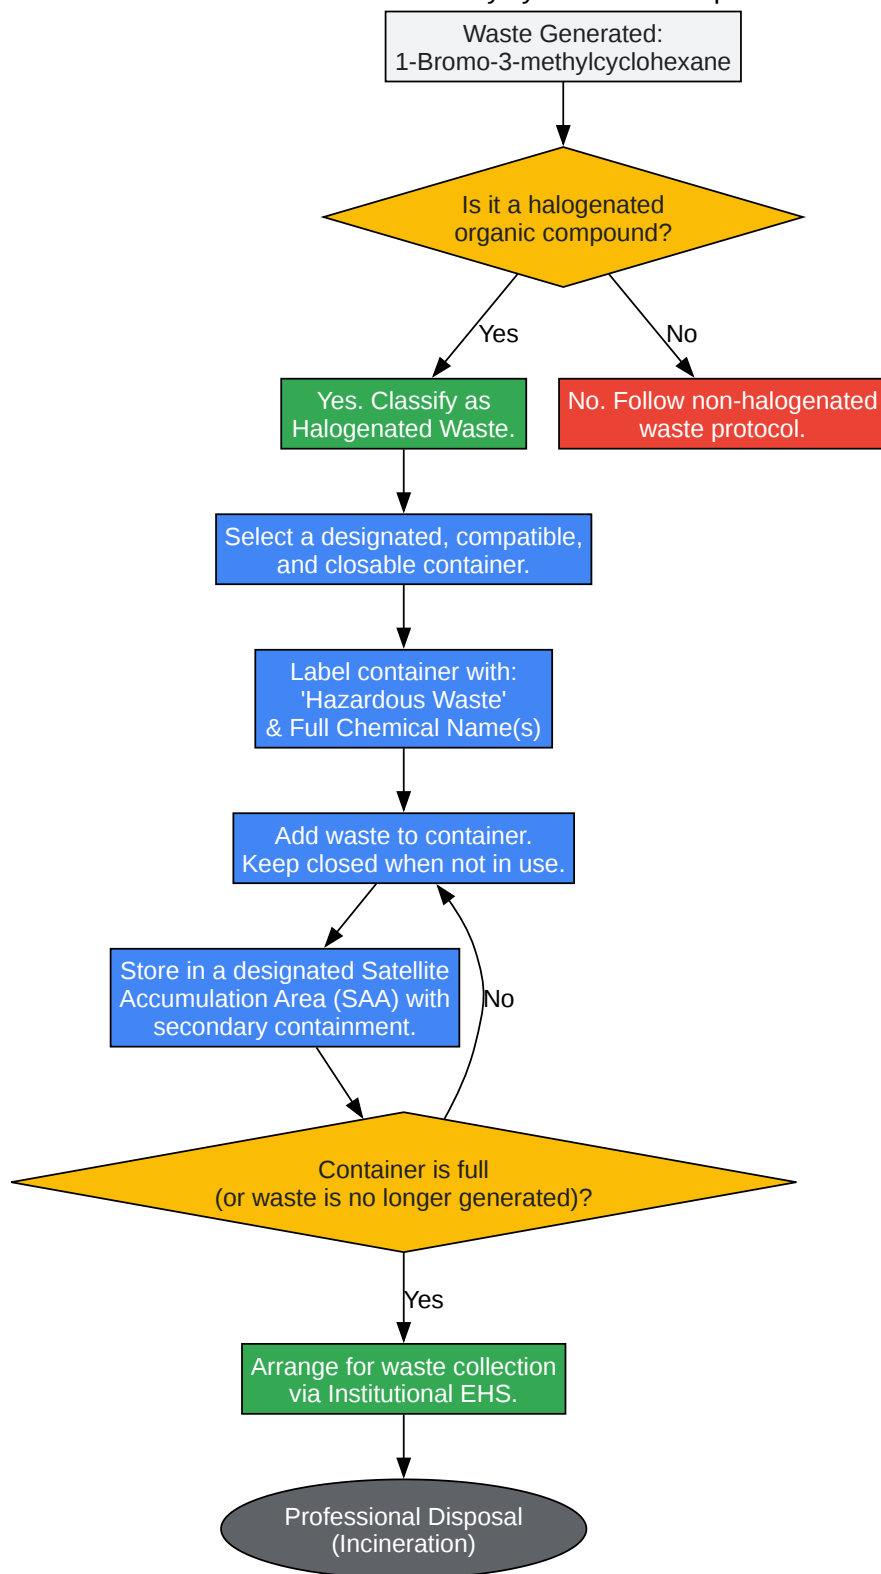 Waste Generated:
1-Bromo-3-methylcyclohexane
Is it a halogenated
organic compound?
Yes
No
Yes. Classify as
Halogenated Waste.
No. Follow non-halogenated
waste protocol.
Select a designated, compatible,
and closable container.
Label container with:
'Hazardous Waste'
& Full Chemical Name(s)
Add waste to container.
Keep closed when not in use.
Store in a designated Satellite
Accumulation Area (SAA) with
secondary containment.
No
Container is full
(or waste is no longer generated)?
Yes
Arrange for waste collection
via Institutional EHS.
Professional Disposal
(Incineration)